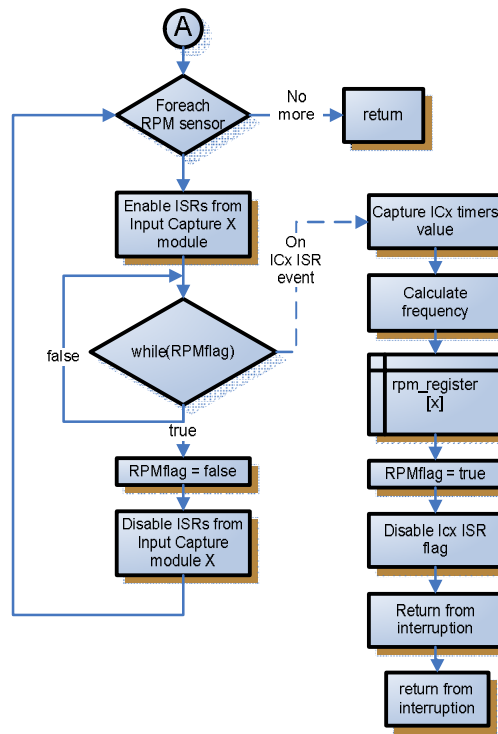 A
Foreach
RPM sensor
No
more
return
Enable ISRs from
Input Capture X
module
On
ICx ISR
event
while(RPMflag)
false
true
RPMflag = false
Disable ISRs from
Input Capture
module X
Capture ICx timers
value
Calculate
frequency
rpm_register
[x]
RPMflag = true
Disable Icx ISR
flag
Return from
interruption
return from
interruption